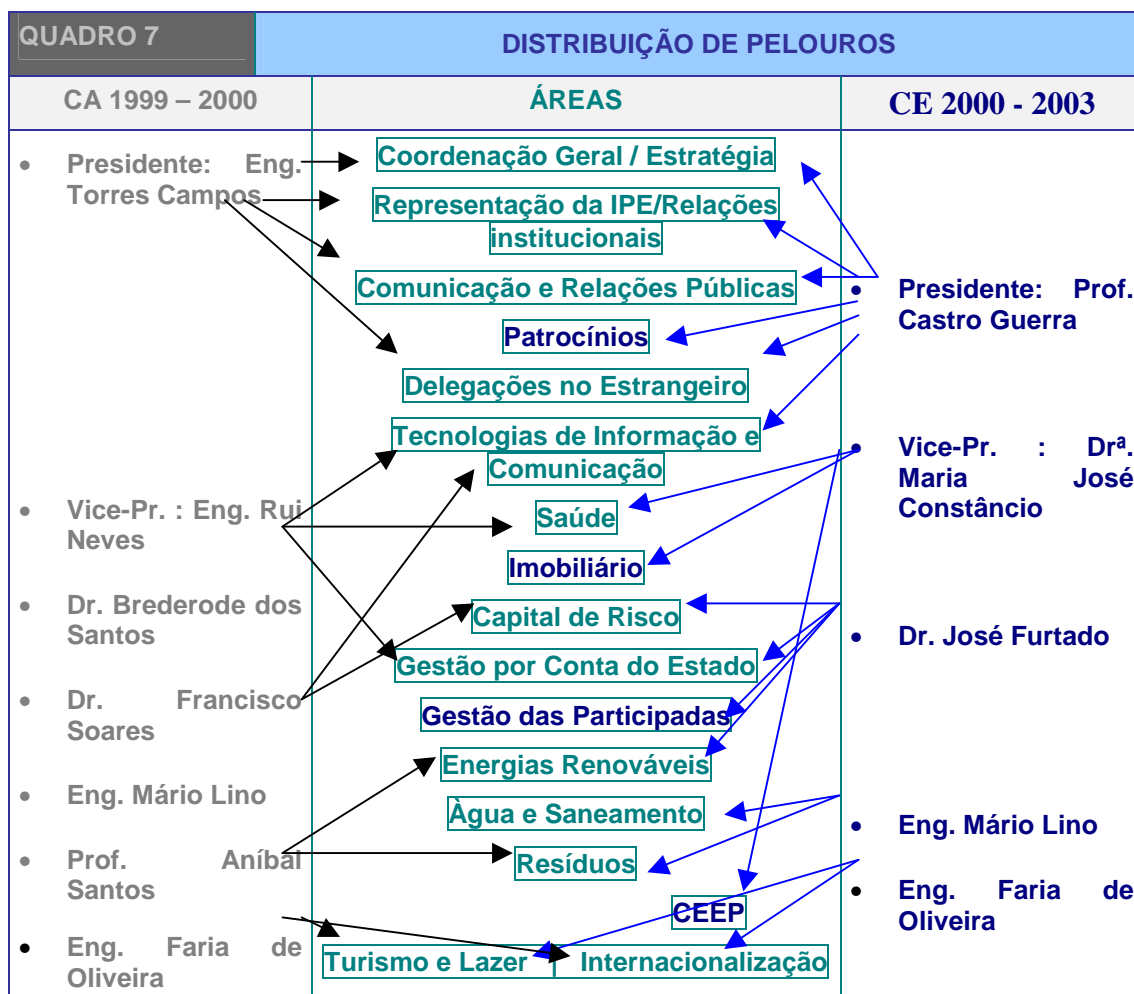 QUADRO 7
DISTRIBUIÇÃO DE PELOUROS
CA 1999 – 2000
ÁREAS
CE 2000 - 2003
• Presidente: Eng.
Torres Campos
• Vice-Pr. : Eng. Rui
Neves
• Dr. Brederode dos
Santos
• Dr. Francisco
Soares
• Eng. Mário Lino
• Prof. Aníbal
Santos
• Eng. Faria de
Oliveira
Coordenação Geral / Estratégia
Representação da IPE/Relações
institucionais
Comunicação e Relações Públicas
Patrocínios
Delegações no Estrangeiro
Tecnologias de Informação e
Comunicação
Saúde
Imobiliário
Capital de Risco
Gestão por Conta do Estado
Gestão das Participadas
Energias Renováveis
Àgua e Saneamento
Resíduos
CEEP
Turismo e Lazer | Internacionalização
• Presidente: Prof.
Castro Guerra
• Vice-Pr. : Drª.
Maria José
Constâncio
• Dr. José Furtado
• Eng. Mário Lino
• Eng. Faria de
Oliveira